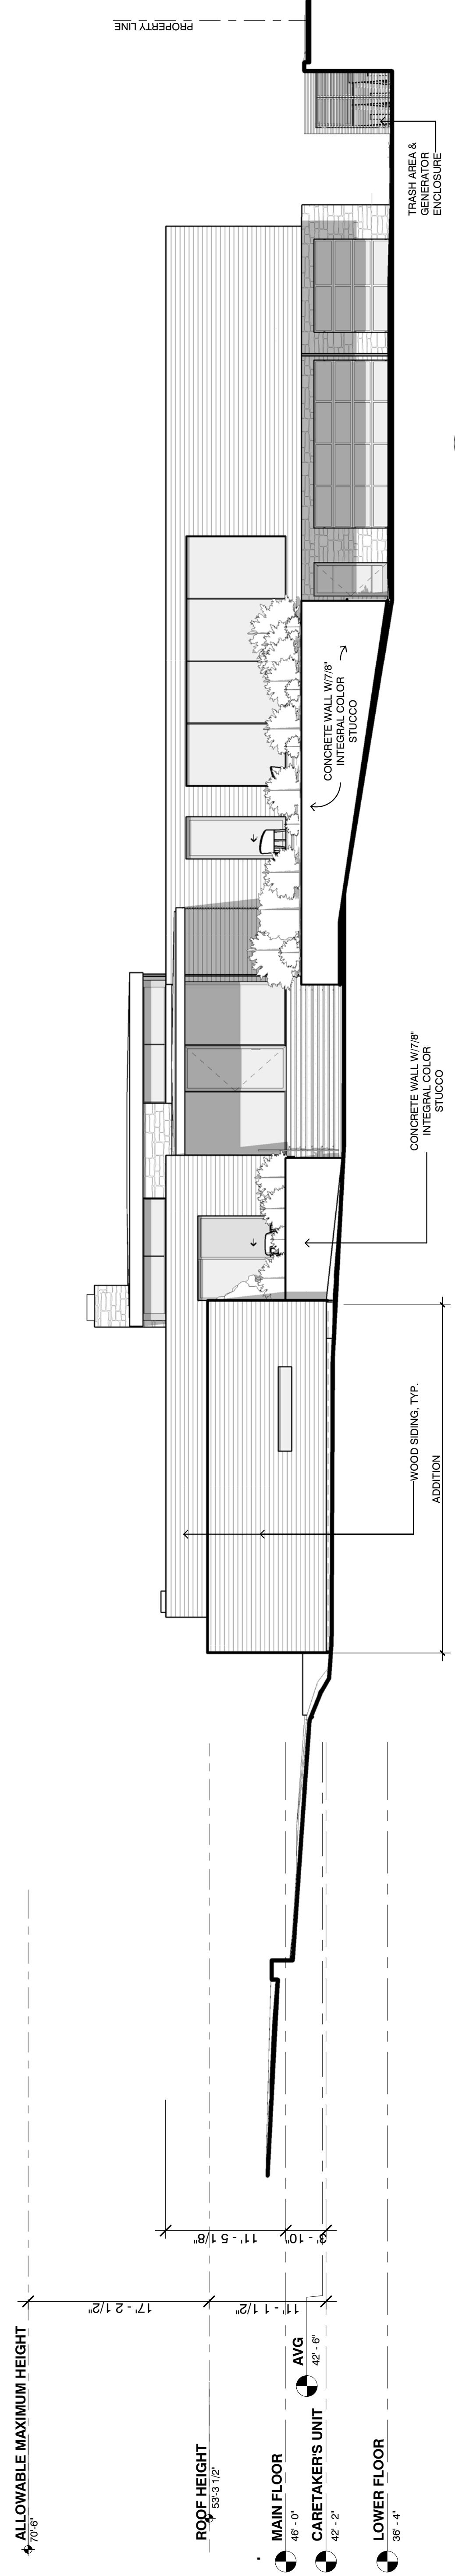 ALLOWABLE MAXIMUM HEIGHT
70'-6"
ROOF HEIGHT
53'-3 1/2"
MAIN FLOOR
46' - 0"
AVG
42' - 6"
CARETAKER'S UNIT
42' - 2"
LOWER FLOOR
36' - 4"
17' - 2 1/2"
11' - 1 1/2"
11' - 5 1/8"
3' - 10"
WOOD SIDING, TYP.
ADDITION
CONCRETE WALL W/7/8"
INTEGRAL COLOR
STUCCO
CONCRETE WALL W/7/8"
INTEGRAL COLOR
STUCCO
TRASH AREA &
GENERATOR
ENCLOSURE
PROPERTY LINE